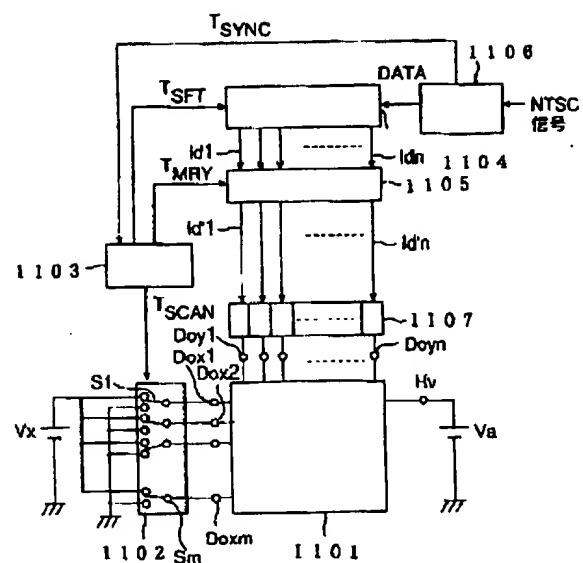 TSYNC
1106
DATA
TSFT
NTSC
信号
Id1
Idn
1104
TMRY
1105
Id'1
Id'n
1103
TSCAN
1107
Doy1
Doyn
Dox1
Dox2
S1
Hv
Vx
Va
1102
Sm
Doxm
1101